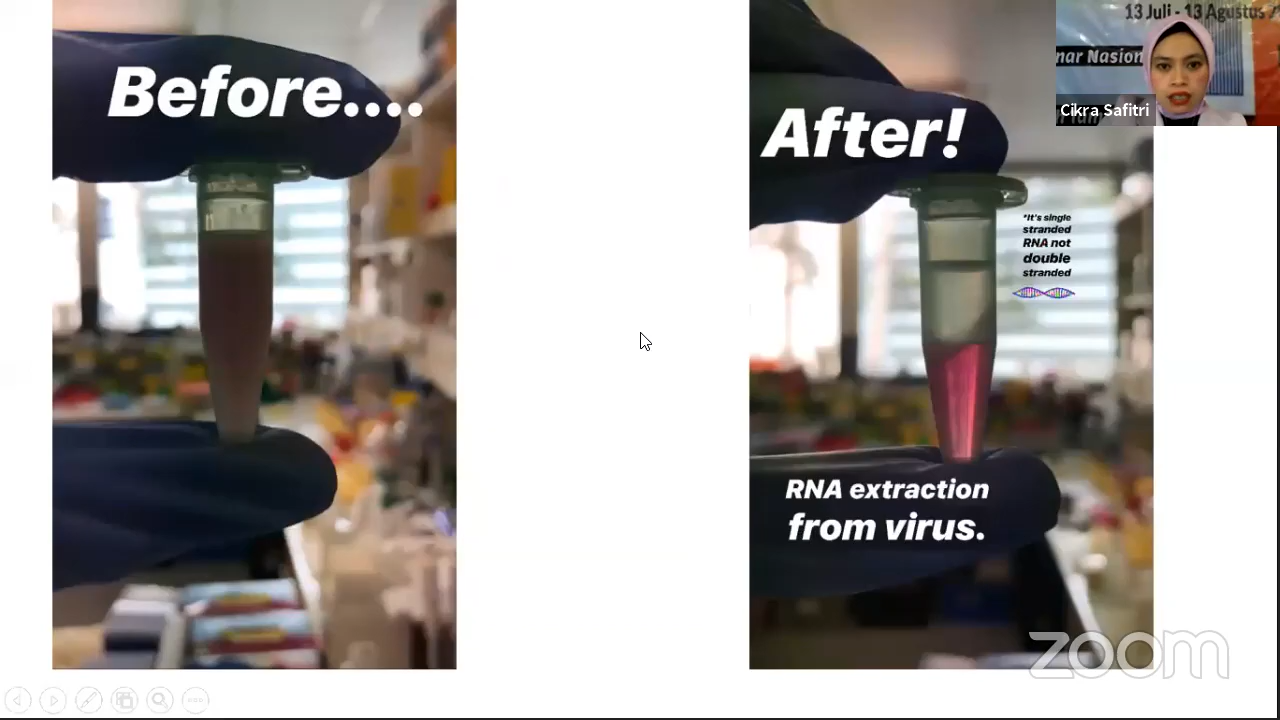 Before....
After!
*It's single
stranded
RNA not
double
stranded
RNA extraction
from virus.
13 Juli - 13 Agustus
nar Nasion
Cikra Safitri
zoom